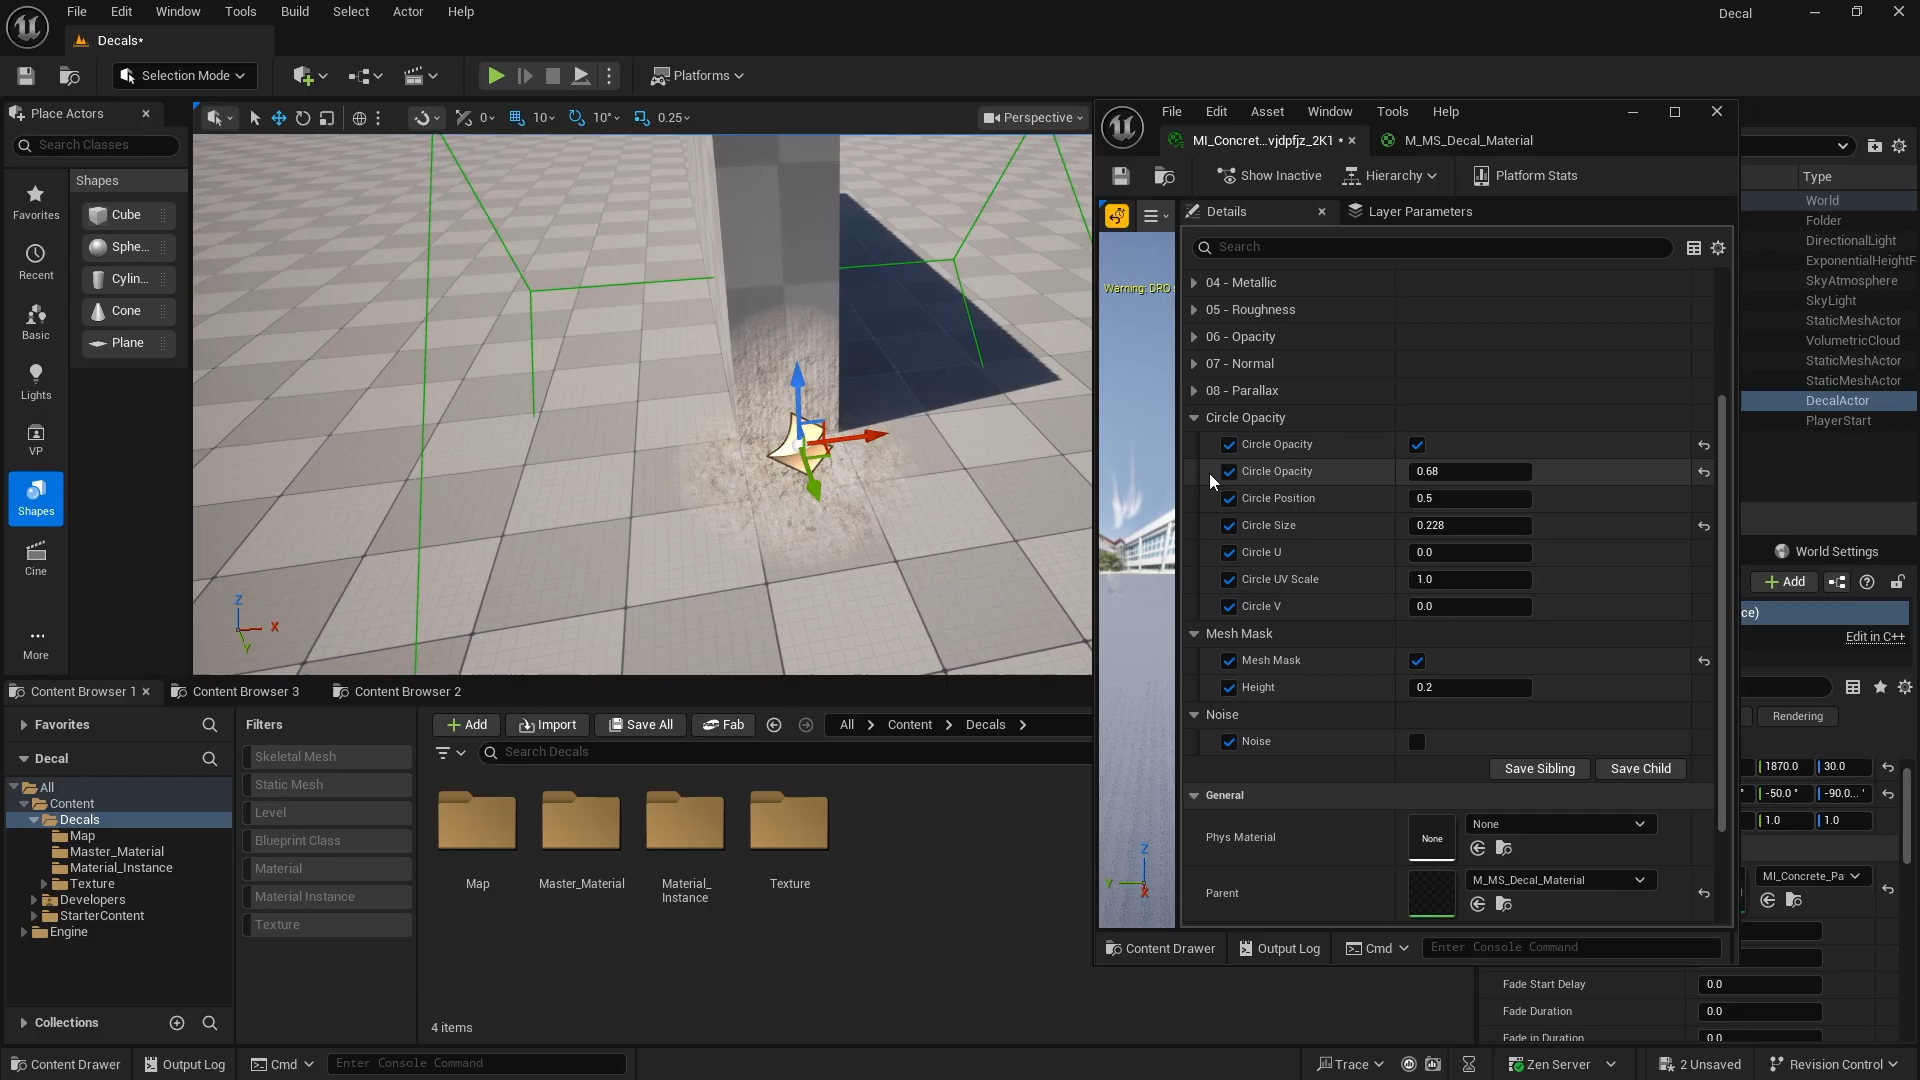 File Edit Window Tools Build Select Actor Help
Decal
Decals*
Selection Mode
Platforms
Place Actors
Search Classes
Favorites
Recent
Basic
Lights
VP
Shapes
Cine
More
Shapes
Cube
Sphe...
Cylin...
Cone
Plane
0
10
10°
0.25
Perspective
Z
X
Y
File Edit Asset Window Tools Help
MI_Concret...vjdpfjz_2K1 *
M_MS_Decal_Material
Show Inactive
Hierarchy
Platform Stats
Details
Layer Parameters
Search
Warning: DRO
04 - Metallic
05 - Roughness
06 - Opacity
07 - Normal
08 - Parallax
Circle Opacity
Circle Opacity
Circle Opacity 0.68
Circle Position 0.5
Circle Size 0.228
Circle U 0.0
Circle UV Scale 1.0
Circle V 0.0
Mesh Mask
Mesh Mask
Height 0.2
Noise
Noise
Save Sibling
Save Child
General
Phys Material
None
None
Parent
M_MS_Decal_Material
Z
Y
X
Content Drawer
Output Log
Cmd
Enter Console Command
Type
World
Folder
DirectionalLight
ExponentialHeightF
SkyAtmosphere
SkyLight
StaticMeshActor
VolumetricCloud
StaticMeshActor
StaticMeshActor
DecalActor
PlayerStart
World Settings
Add
ce)
Edit in C++
Rendering
1870.0 30.0
-50.0 ° -90.0... °
1.0 1.0
MI_Concrete_Pa
Fade Start Delay 0.0
Fade Duration 0.0
Fade in Duration 0.0
Content Browser 1
Content Browser 3
Content Browser 2
Favorites
Decal
All
Content
Decals
Map
Master_Material
Material_Instance
Texture
Developers
StarterContent
Engine
Collections
Filters
Skeletal Mesh
Static Mesh
Level
Blueprint Class
Material
Material Instance
Texture
Add
Import
Save All
Fab
All
Content
Decals
Search Decals
Map
Master_Material
Material_
Instance
Texture
4 items
Content Drawer
Output Log
Cmd
Enter Console Command
Trace
Zen Server
2 Unsaved
Revision Control